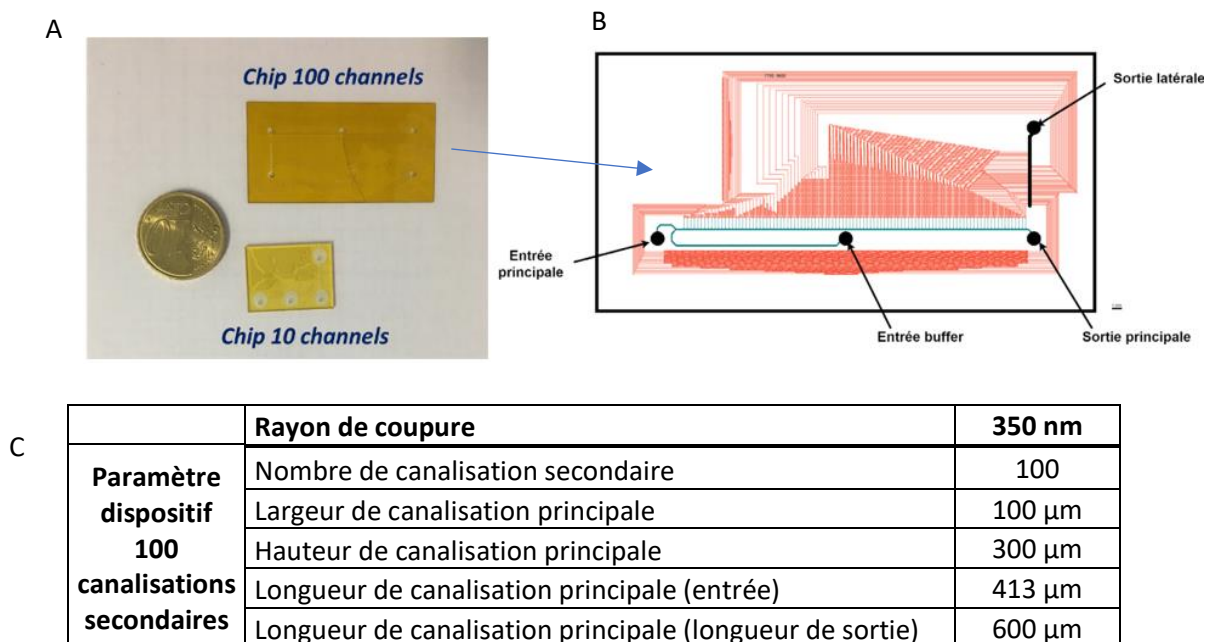 A
B
Chip 100 channels
Chip 10 channels
Sortie latérale
Entrée
principale
Entrée buffer
Sortie principale
C
Rayon de coupure 350 nm
Paramètre
dispositif
100
canalisations
secondaires
Nombre de canalisation secondaire 100
Largeur de canalisation principale 100 µm
Hauteur de canalisation principale 300 µm
Longueur de canalisation principale (entrée) 413 µm
Longueur de canalisation principale (longueur de sortie) 600 µm